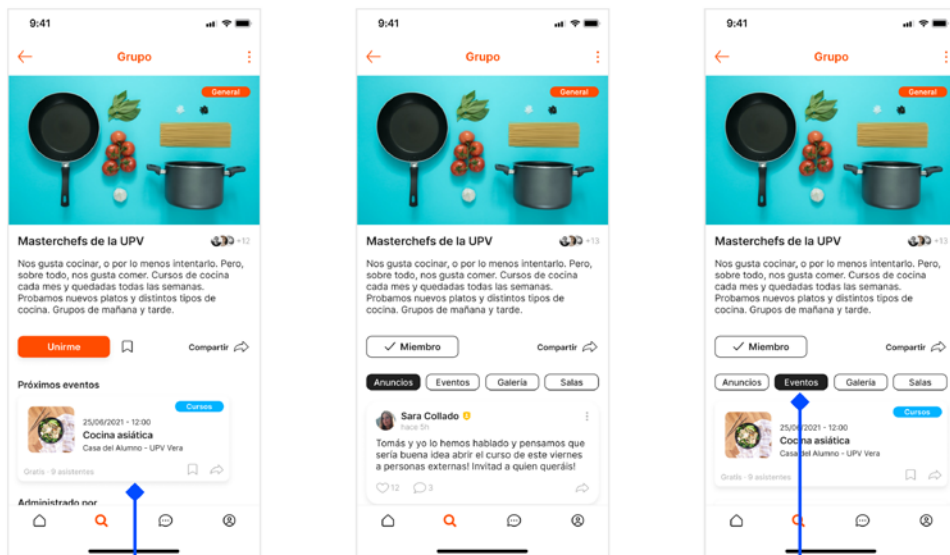 9:41
Grupo
General
Masterchefs de la UPV
+12
Nos gusta cocinar, o por lo menos intentarlo. Pero,
sobre todo, nos gusta comer. Cursos de cocina
cada mes y quedadas todas las semanas.
Probamos nuevos platos y distintos tipos de
cocina. Grupos de mañana y tarde.
Unirme
Compartir
Próximos eventos
Cursos
25/06/2021 - 12:00
Cocina asiática
Casa del Alumno - UPV Vera
Gratis · 9 asistentes
Administrado por
9:41
Grupo
General
Masterchefs de la UPV
+13
Nos gusta cocinar, o por lo menos intentarlo. Pero,
sobre todo, nos gusta comer. Cursos de cocina
cada mes y quedadas todas las semanas.
Probamos nuevos platos y distintos tipos de
cocina. Grupos de mañana y tarde.
Miembro
Compartir
Anuncios Eventos Galería Salas
Sara Collado
hace 5h
Tomás y yo lo hemos hablado y pensamos que
sería buena idea abrir el curso de este viernes
a personas externas! Invitad a quien queráis!
12 3
9:41
Grupo
General
Masterchefs de la UPV
+13
Nos gusta cocinar, o por lo menos intentarlo. Pero,
sobre todo, nos gusta comer. Cursos de cocina
cada mes y quedadas todas las semanas.
Probamos nuevos platos y distintos tipos de
cocina. Grupos de mañana y tarde.
Miembro
Compartir
Anuncios Eventos Galería Salas
Cursos
25/06/2021 - 12:00
Cocina asiática
Casa del Alumno - UPV Vera
Gratis · 9 asistentes